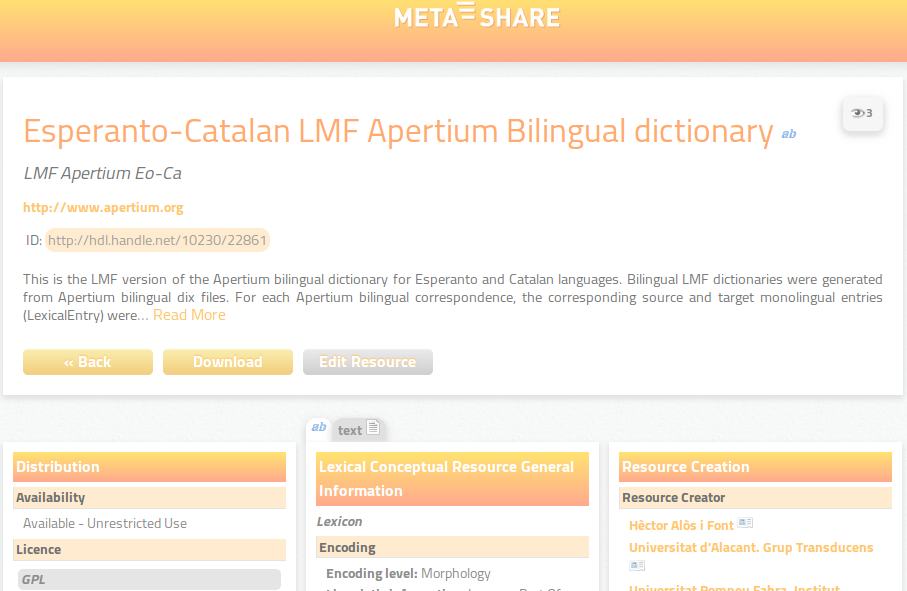 META SHARE
3
Esperanto-Catalan LMF Apertium Bilingual dictionary ab
LMF Apertium Eo-Ca
http://www.apertium.org
ID: http://hdl.handle.net/10230/22861
This is the LMF version of the Apertium bilingual dictionary for Esperanto and Catalan languages. Bilingual LMF dictionaries were generated
from Apertium bilingual dix files. For each Apertium bilingual correspondence, the corresponding source and target monolingual entries
(LexicalEntry) were... Read More
« Back Download Edit Resource
ab text
Distribution
Availability
Available - Unrestricted Use
Licence
GPL
Lexical Conceptual Resource General
Information
Lexicon
Encoding
Encoding level: Morphology
Resource Creation
Resource Creator
Hèctor Alòs i Font
Universitat d'Alacant. Grup Transducens
Universitat Pompeu Fabra. Institut